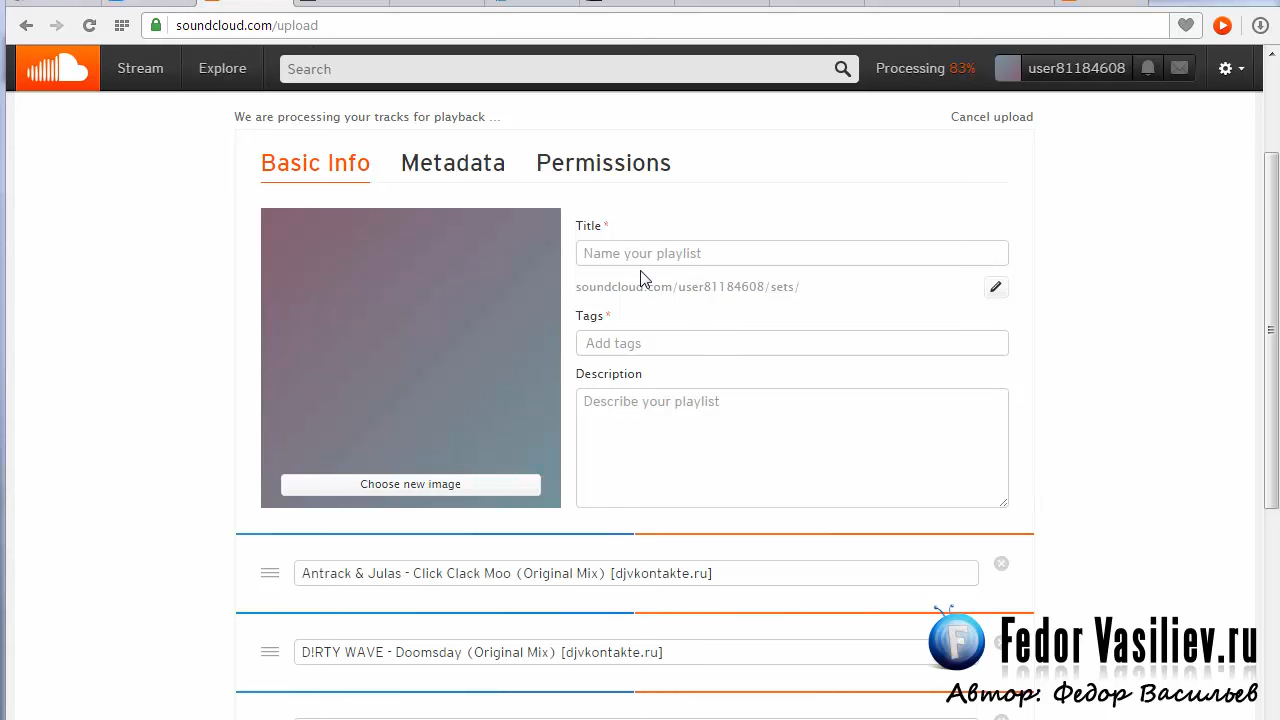 soundcloud.com/upload
Stream
Explore
Search
Processing 83%
user81184608
We are processing your tracks for playback ...
Cancel upload
Basic Info
Metadata
Permissions
Title *
Name your playlist
soundcloud.com/user81184608/sets/
Tags *
Add tags
Description
Describe your playlist
Choose new image
Antrack & Julas - Click Clack Moo (Original Mix) [djvkontakte.ru]
D!RTY WAVE - Doomsday (Original Mix) [djvkontakte.ru]
F
Fedor Vasiliev.ru
Автор: Федор Васильев